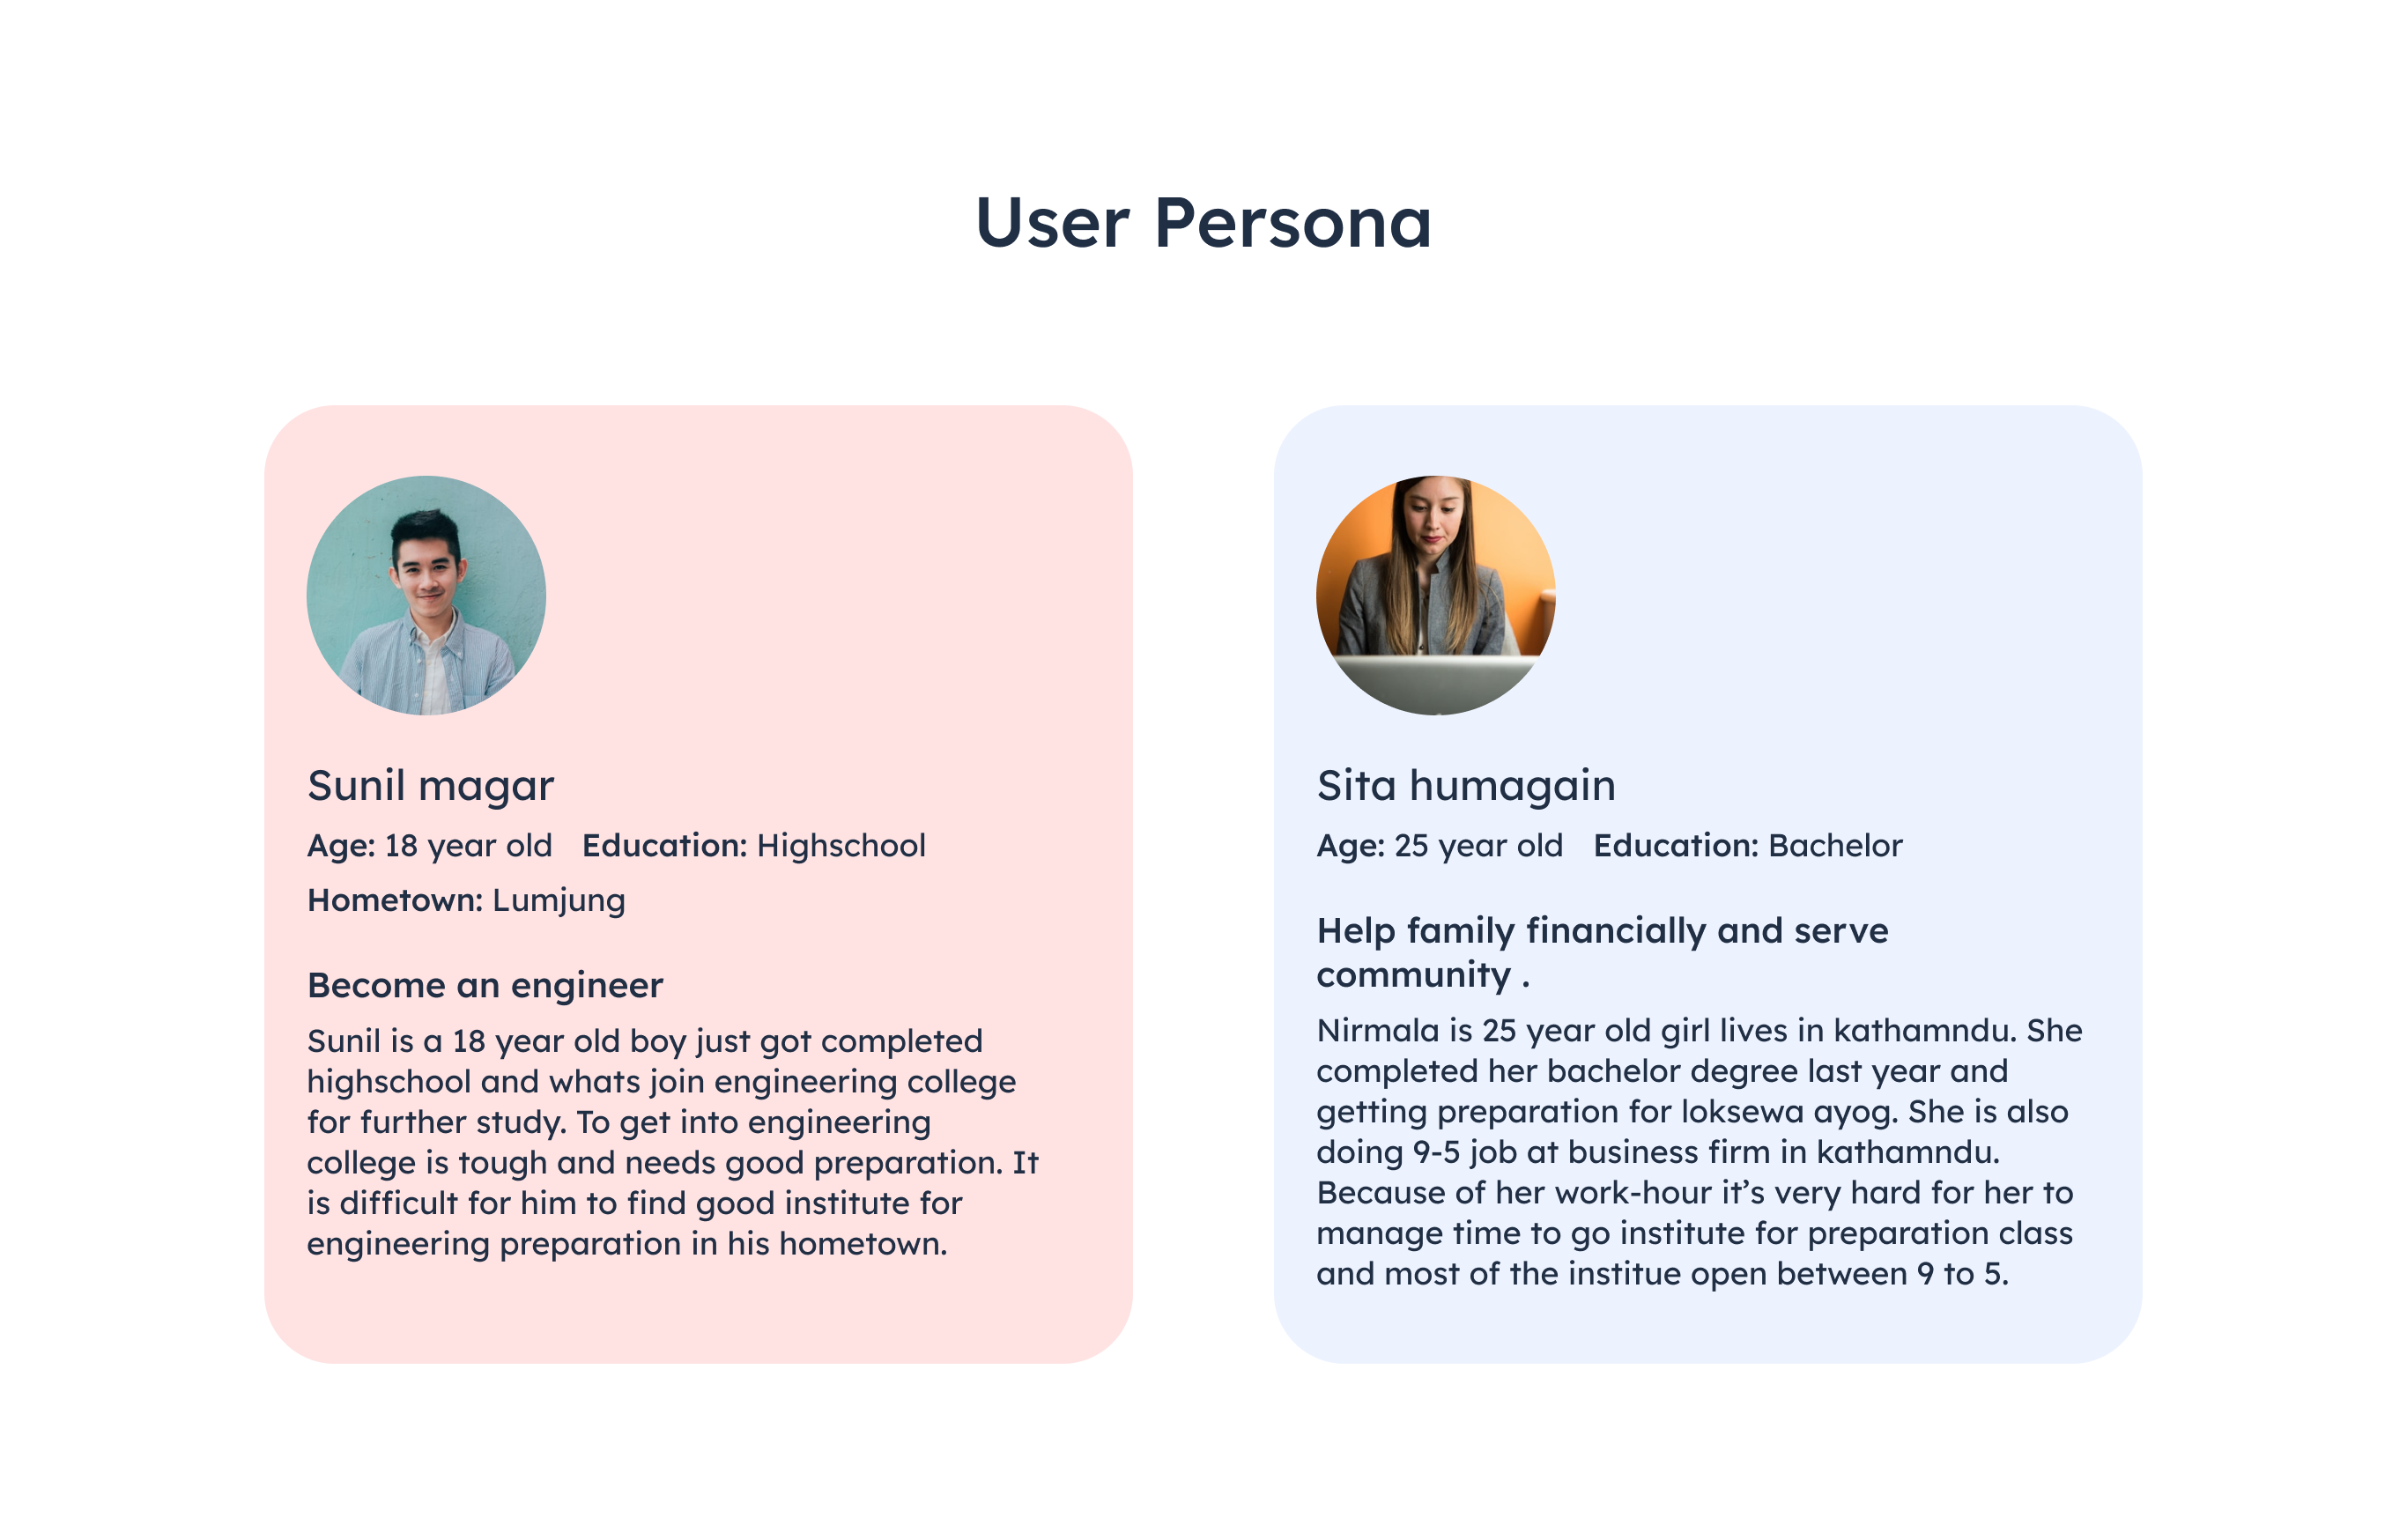 User Persona
Sunil magar
Age: 18 year old Education: Highschool
Hometown: Lumjung
Become an engineer
Sunil is a 18 year old boy just got completed
highschool and whats join engineering college
for further study. To get into engineering
college is tough and needs good preparation. It
is difficult for him to find good institute for
engineering preparation in his hometown.
Sita humagain
Age: 25 year old Education: Bachelor
Help family financially and serve
community .
Nirmala is 25 year old girl lives in kathamndu. She
completed her bachelor degree last year and
getting preparation for loksewa ayog. She is also
doing 9-5 job at business firm in kathamndu.
Because of her work-hour it’s very hard for her to
manage time to go institute for preparation class
and most of the institue open between 9 to 5.